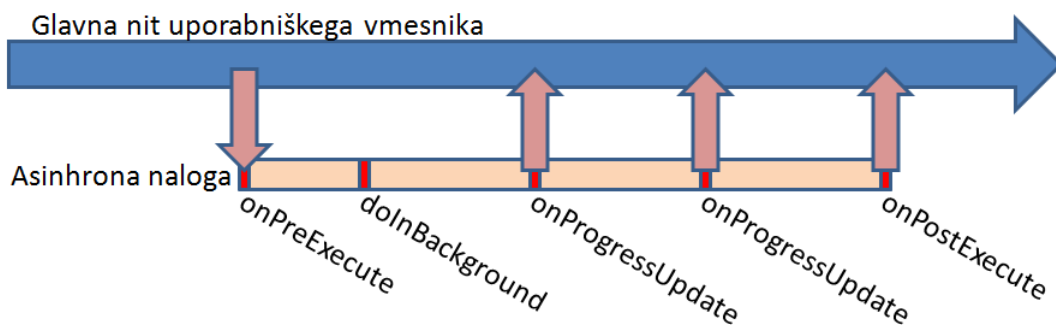 Glavna nit uporabniškega vmesnika
Asinhrona naloga
onPreExecute
doInBackground
onProgressUpdate
onProgressUpdate
onPostExecute